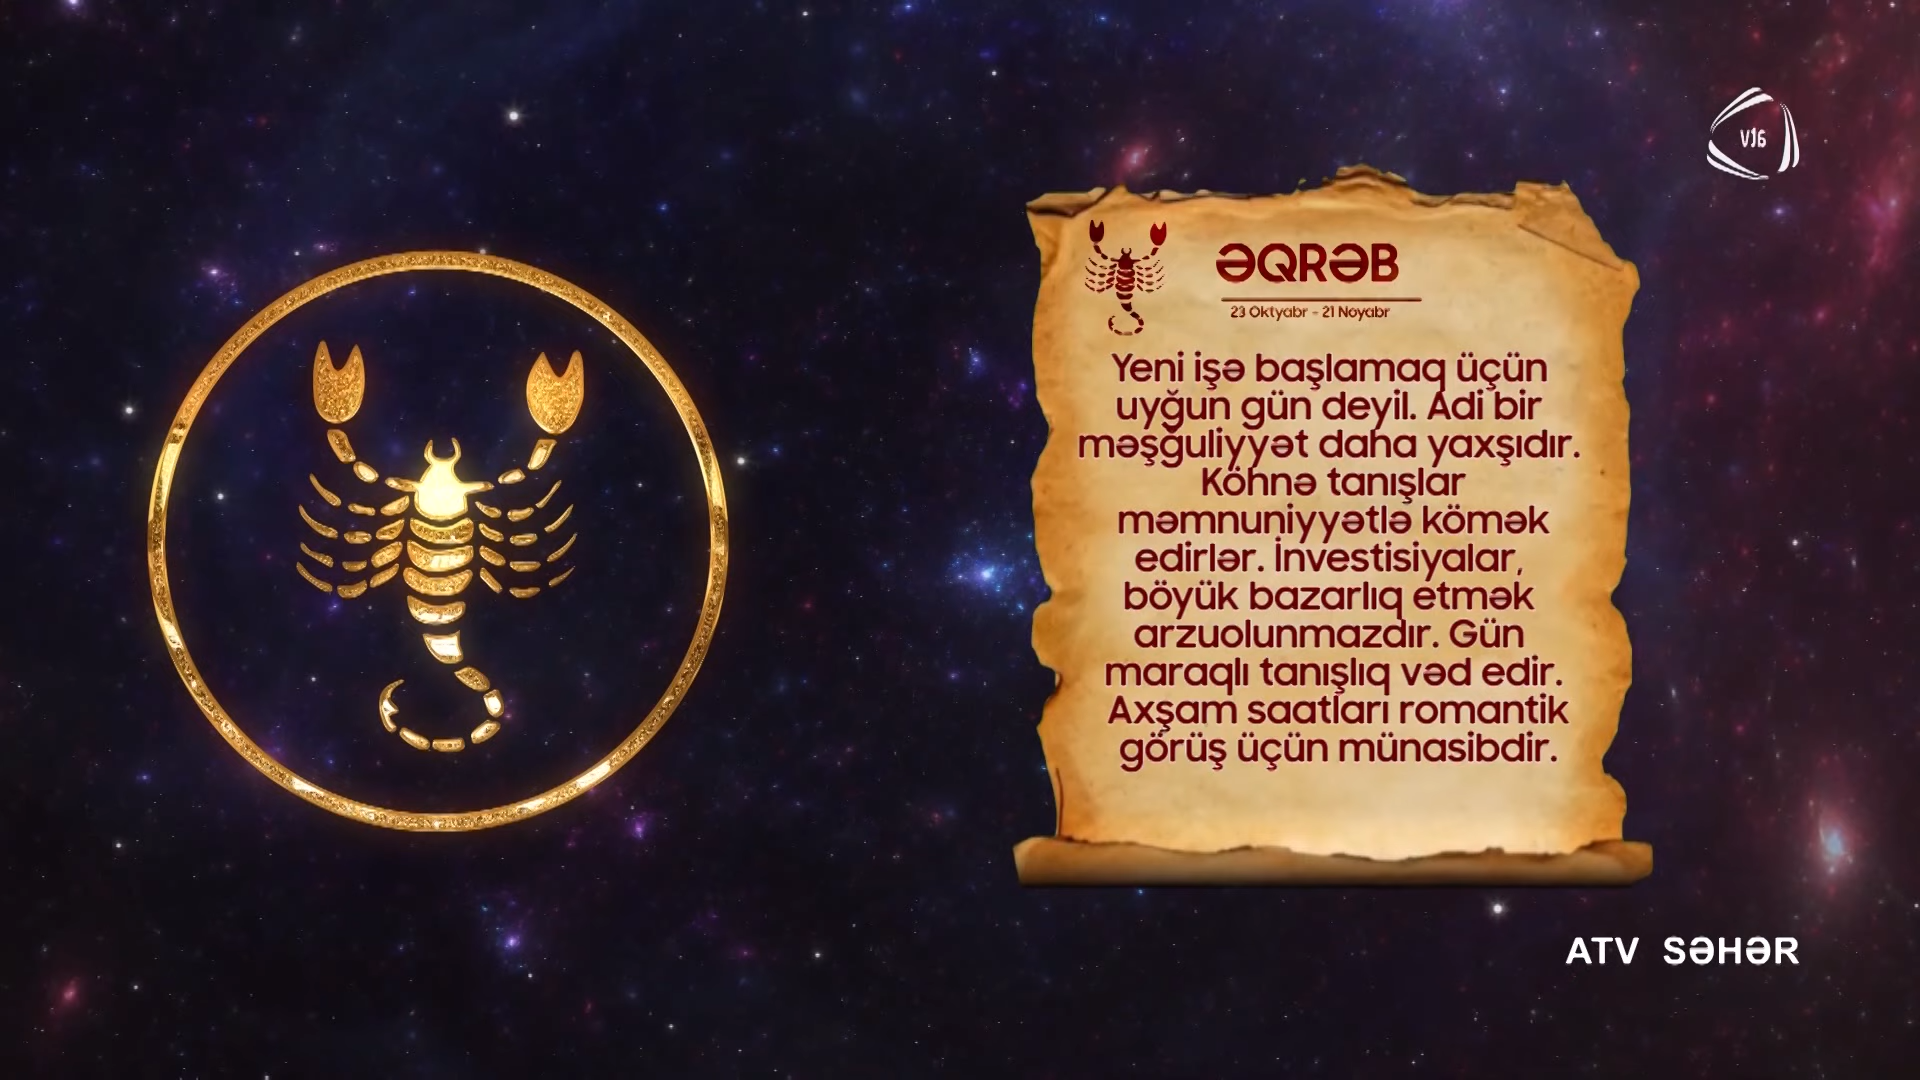 ƏQRƏB
23 Oktyabr - 21 Noyabr
Yeni işə başlamaq üçün
uyğun gün deyil. Adi bir
məşğuliyyət daha yaxşıdır.
Köhnə tanışlar
məmnuniyyətlə kömək
edirlər. İnvestisiyalar,
böyük bazarlıq etmək
arzuolunmazdır. Gün
maraqlı tanışlıq vəd edir.
Axşam saatları romantik
görüş üçün münasibdir.
ATV SƏHƏR